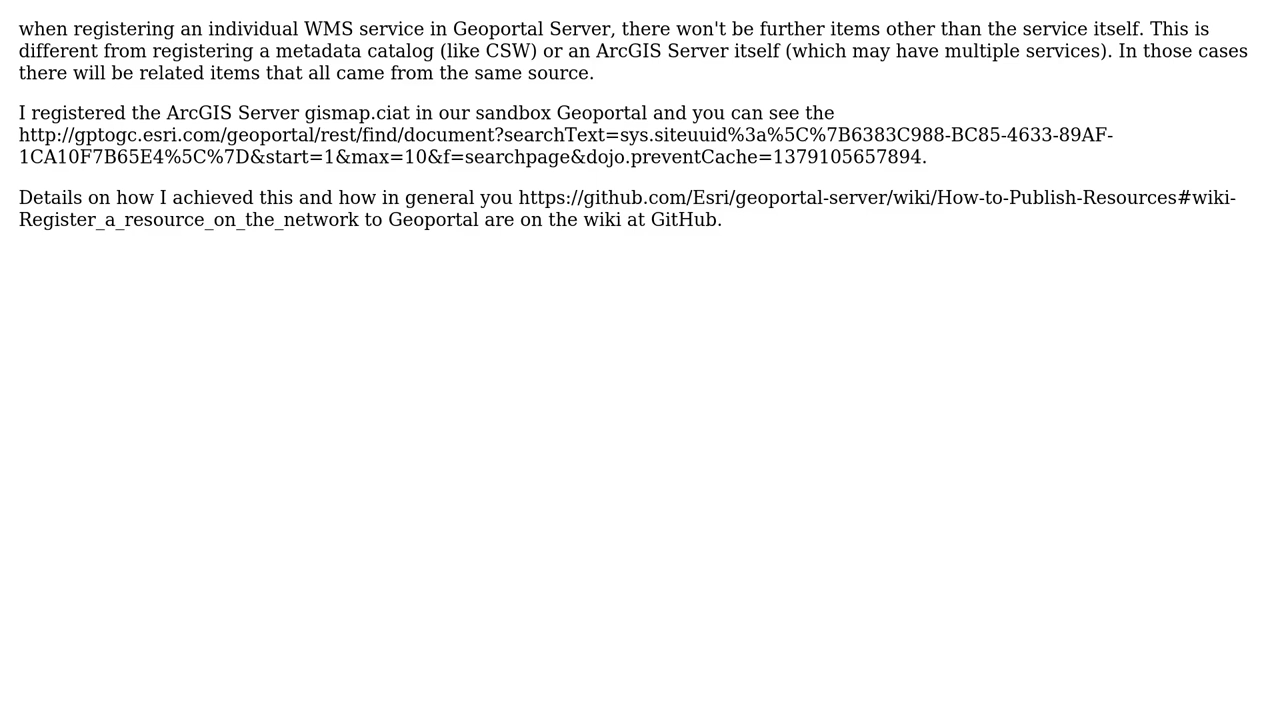 when registering an individual WMS service in Geoportal Server, there won't be further items other than the service itself. This is
different from registering a metadata catalog (like CSW) or an ArcGIS Server itself (which may have multiple services). In those cases
there will be related items that all came from the same source.
I registered the ArcGIS Server gismap.ciat in our sandbox Geoportal and you can see the
http://gptogc.esri.com/geoportal/rest/find/document?searchText=sys.siteuuid%3a%5C%7B6383C988-BC85-4633-89AF-
1CA10F7B65E4%5C%7D&start=1&max=10&f=searchpage&dojo.preventCache=1379105657894.
Details on how I achieved this and how in general you https://github.com/Esri/geoportal-server/wiki/How-to-Publish-Resources#wiki-
Register_a_resource_on_the_network to Geoportal are on the wiki at GitHub.